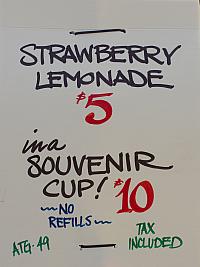 STRAWBERRY
LEMONADE
$5
in a
SOUVENIR
CUP! $10
~NO
REFILLS~
TAX
INCLUDED
ATG.49